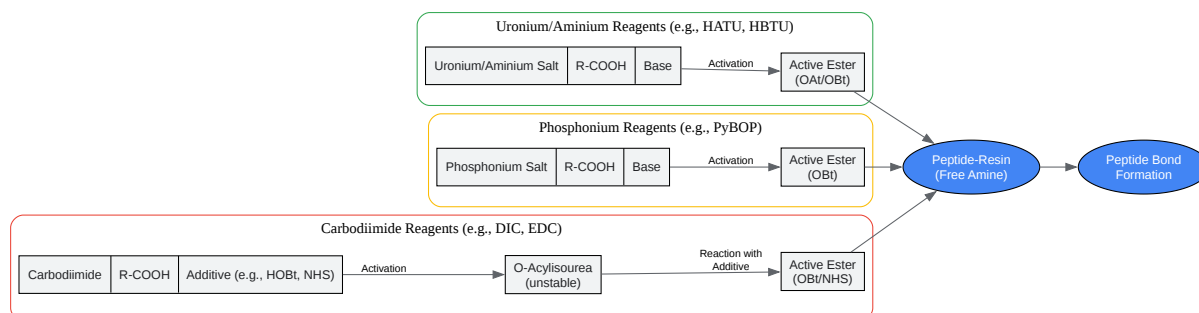 Uronium/Aminium Reagents (e.g., HATU, HBTU)
Uronium/Aminium Salt
R-COOH
Base
Activation
Active Ester
(OAt/OBt)
Phosphonium Reagents (e.g., PyBOP)
Phosphonium Salt
R-COOH
Base
Activation
Active Ester
(OBt)
Carbodiimide Reagents (e.g., DIC, EDC)
Carbodiimide
R-COOH
Additive (e.g., HOBt, NHS)
Activation
O-Acylisourea
(unstable)
Reaction with
Additive
Active Ester
(OBt/NHS)
Peptide-Resin
(Free Amine)
Peptide Bond
Formation